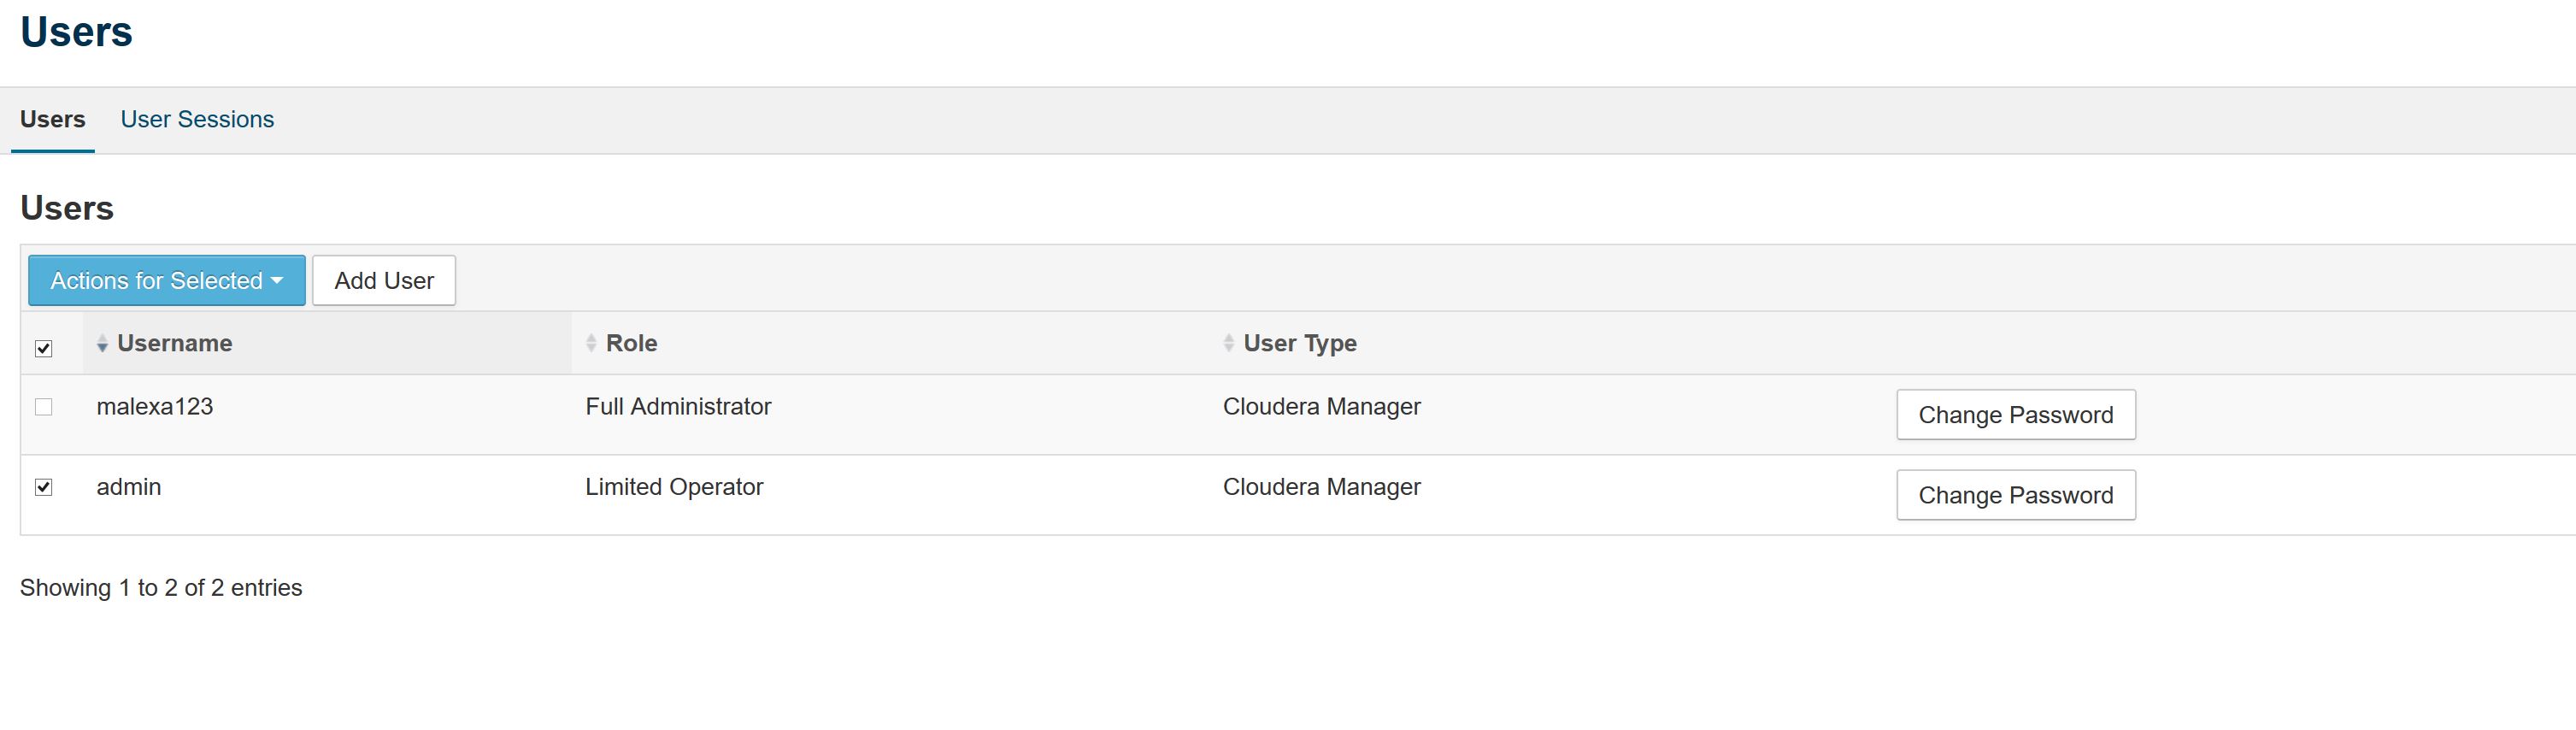 Users
Users User Sessions
Users
Actions for Selected Add User
Username Role User Type
malexa123 Full Administrator Cloudera Manager Change Password
admin Limited Operator Cloudera Manager Change Password
Showing 1 to 2 of 2 entries